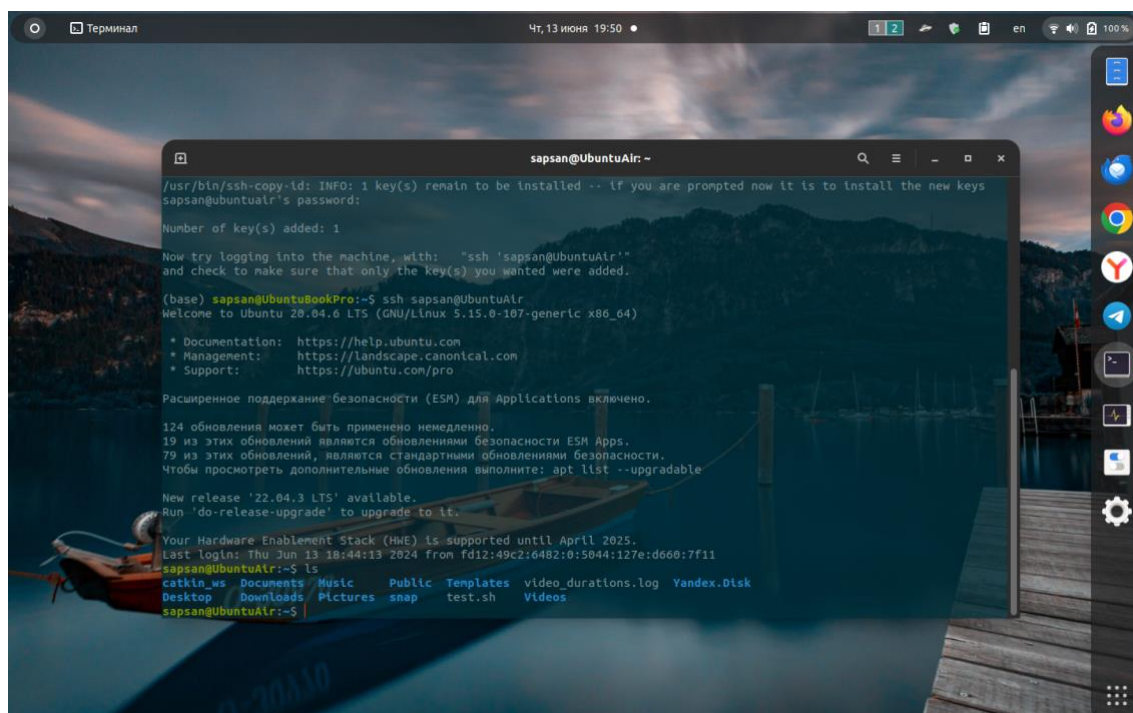 Терминал
Чт, 13 июня 19:50
1 2
en
100 %
sapsan@UbuntuAir: ~
/usr/bin/ssh-copy-id: INFO: 1 key(s) remain to be installed -- if you are prompted now it is to install the new keys
sapsan@ubuntuair's password:
Number of key(s) added: 1
Now try logging into the machine, with:   "ssh 'sapsan@UbuntuAir'"
and check to make sure that only the key(s) you wanted were added.
(base) sapsan@UbuntuBookPro:~$ ssh sapsan@UbuntuAir
Welcome to Ubuntu 20.04.6 LTS (GNU/Linux 5.15.0-107-generic x86_64)
* Documentation:  https://help.ubuntu.com
* Management:     https://landscape.canonical.com
* Support:        https://ubuntu.com/pro
Расширенное поддержание безопасности (ESM) для Applications включено.
124 обновления может быть применено немедленно.
19 из этих обновлений являются обновлениями безопасности ESM Apps.
79 из этих обновлений, являются стандартными обновлениями безопасности.
Чтобы просмотреть дополнительные обновления выполните: apt list --upgradable
New release '22.04.3 LTS' available.
Run 'do-release-upgrade' to upgrade to it.
Your Hardware Enablement Stack (HWE) is supported until April 2025.
Last login: Thu Jun 13 18:44:13 2024 from fd12:49c2:6482:0:5044:127e:d660:7f11
sapsan@UbuntuAir:~$ ls
catkin_ws  Documents  Music     Public  Templates  video_durations.log  Yandex.Disk
Desktop    Downloads  Pictures  snap    test.sh    Videos
sapsan@UbuntuAir:~$